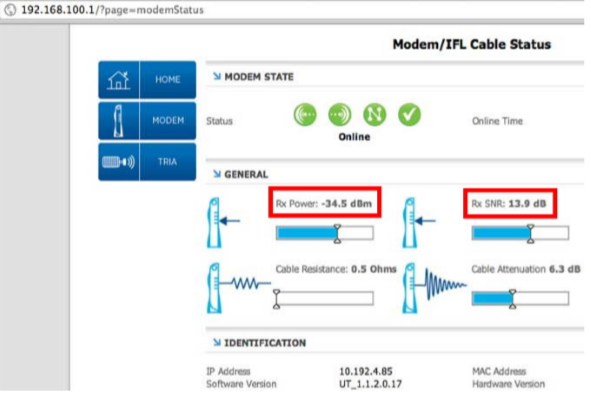 192.168.100.1/?page=modemStatus
Modem/IFL Cable Status
HOME
MODEM
TRIA
MODEM STATE
Status
Online
Online Time
GENERAL
Rx Power: -34.5 dBm
Rx SNR: 13.9 dB
Cable Resistance: 0.5 Ohms
Cable Attenuation 6.3 dB
IDENTIFICATION
IP Address 10.192.4.85 MAC Address
Software Version UT_1.1.2.0.17 Hardware Version